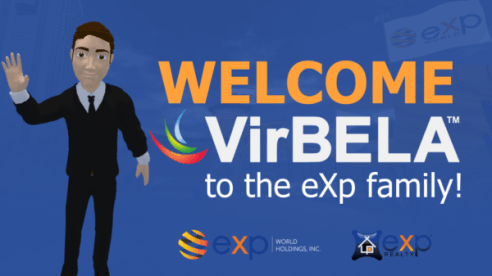 eXp
WELCOME
VirBELA™
to the eXp family!
eXp WORLD
HOLDINGS, INC.
eXp
REALTY